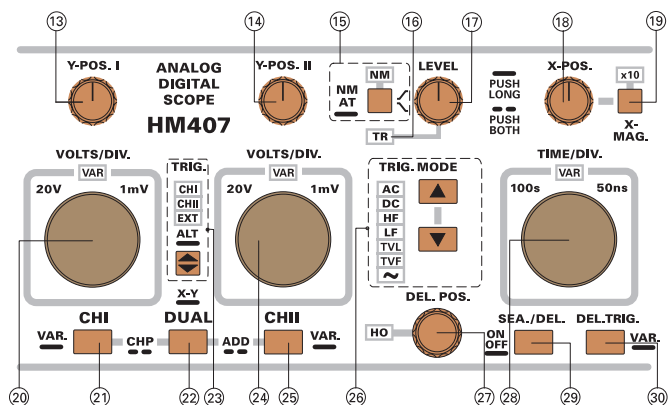 13 14 15 16 17 18 19
Y-POS. I
ANALOG
DIGITAL
SCOPE
HM407
Y-POS. II
NM
AT
NM
LEVEL
TR
PUSH
LONG
PUSH
BOTH
X-POS.
x10
X-
MAG.
VOLTS/DIV.
VAR
20V 1mV
TRIG.
CHI
CHII
EXT
ALT
VOLTS/DIV.
VAR
20V 1mV
TRIG. MODE
AC
DC
HF
LF
TVL
TVF
~
TIME/DIV.
VAR
100s 50ns
X-Y
CHI
VAR.
CHP
DUAL
ADD
CHII
VAR.
DEL. POS.
HO
ON
OFF
SEA./DEL.
DEL.TRIG.
VAR.
20 21 22 23 24 25 26 27 28 29 30